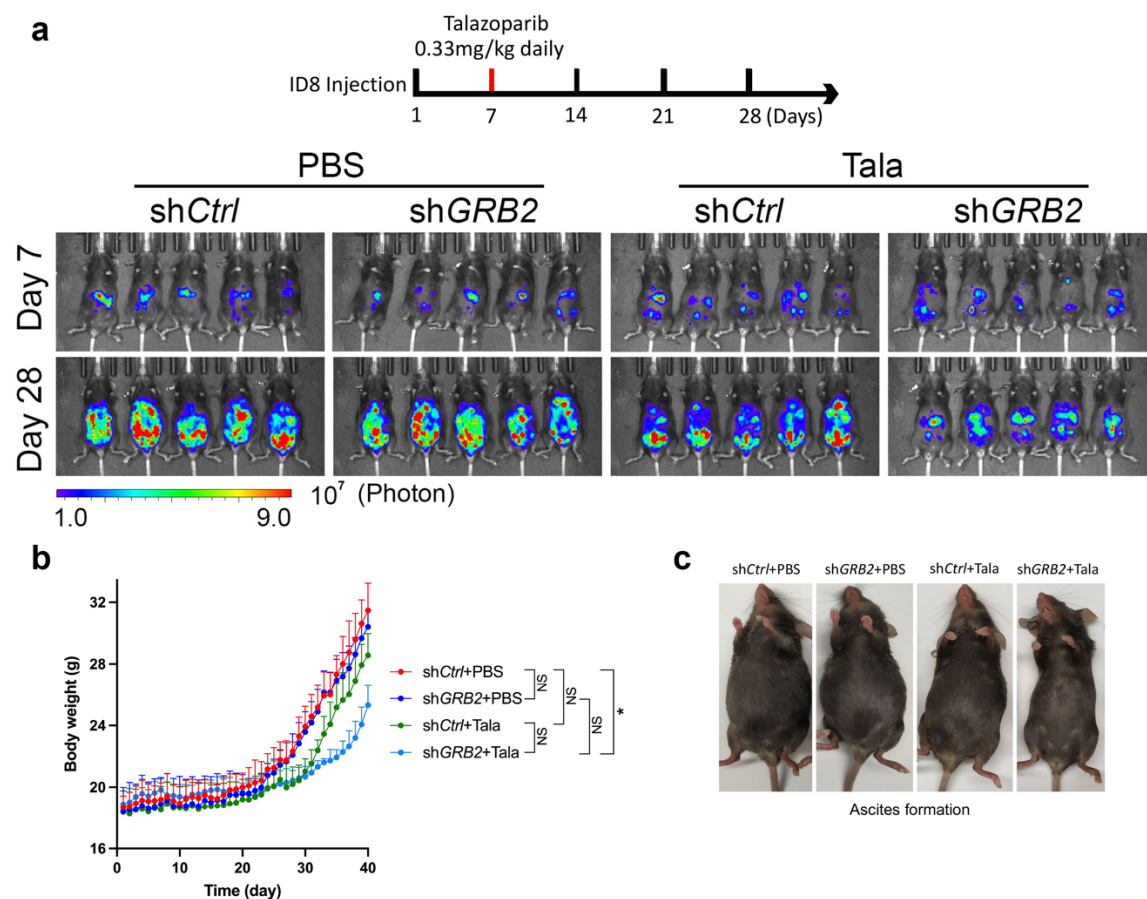 a
Talazoparib
0.33mg/kg daily
ID8 Injection
1 7 14 21 28 (Days)
PBS Tala
shCtrl shGRB2 shCtrl shGRB2
Day 7
Day 28
1.0 9.0 10⁷ (Photon)
b
Body weight (g)
32
28
24
20
16
0 10 20 30 40
Time (day)
shCtrl+PBS
shGRB2+PBS
shCtrl+Tala
shGRB2+Tala
NS
NS
NS
NS
*
c
shCtrl+PBS shGRB2+PBS shCtrl+Tala shGRB2+Tala
Ascites formation